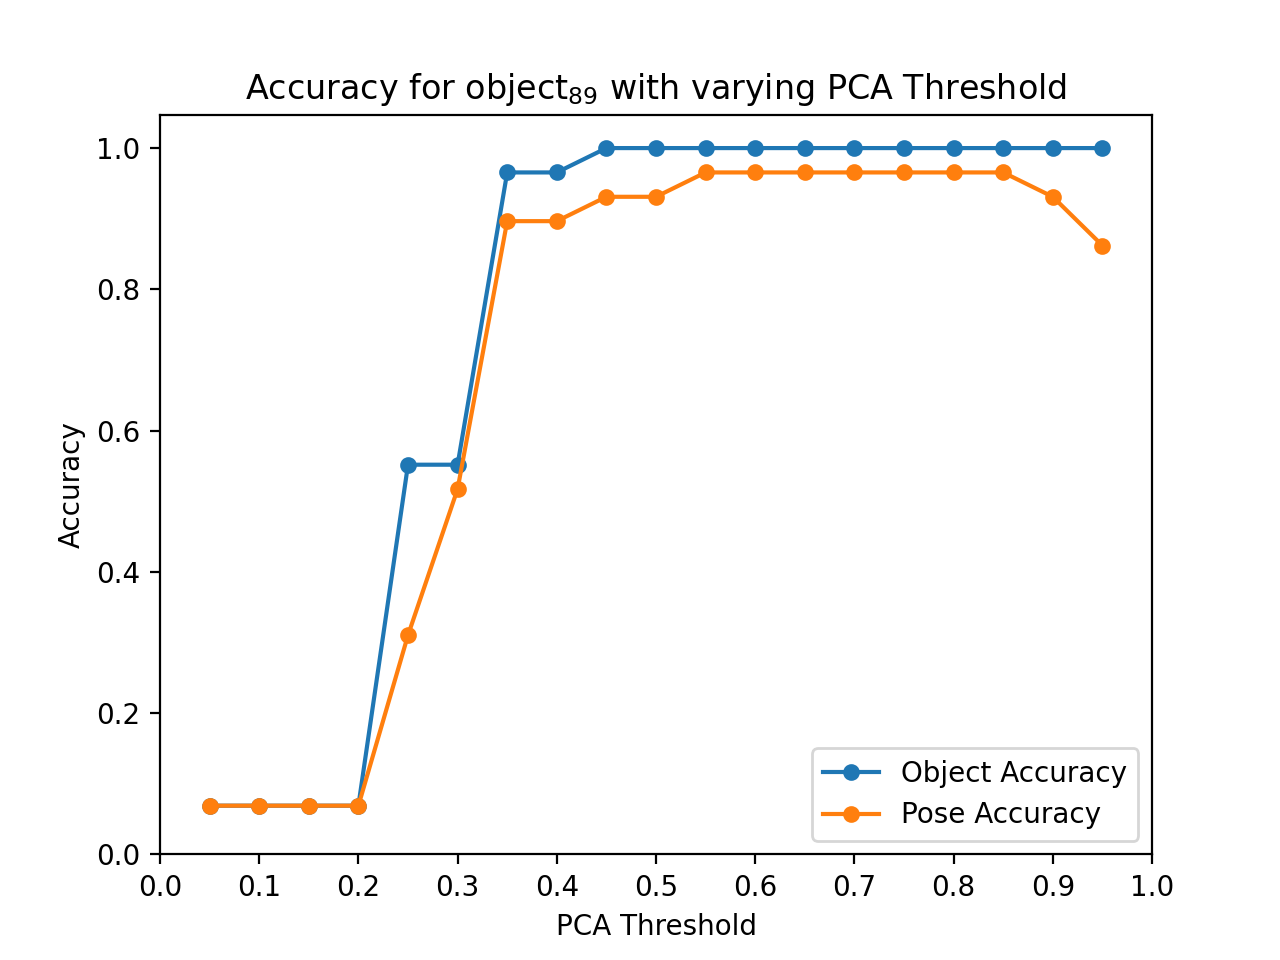 Accuracy for object₈₉ with varying PCA Threshold
1.0
0.8
0.6
0.4
0.2
0.0
Accuracy
Object Accuracy
Pose Accuracy
0.0 0.1 0.2 0.3 0.4 0.5 0.6 0.7 0.8 0.9 1.0
PCA Threshold